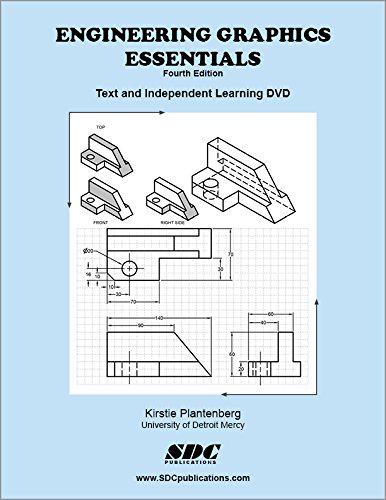 ENGINEERING GRAPHICS
ESSENTIALS
Fourth Edition
Text and Independent Learning DVD
TOP
FRONT
RIGHT SIDE
Ø20
16
10
10
30
70
30
70
140
90
60
40
60
20
Kirstie Plantenberg
University of Detroit Mercy
SDC
PUBLICATIONS
www.SDCpublications.com